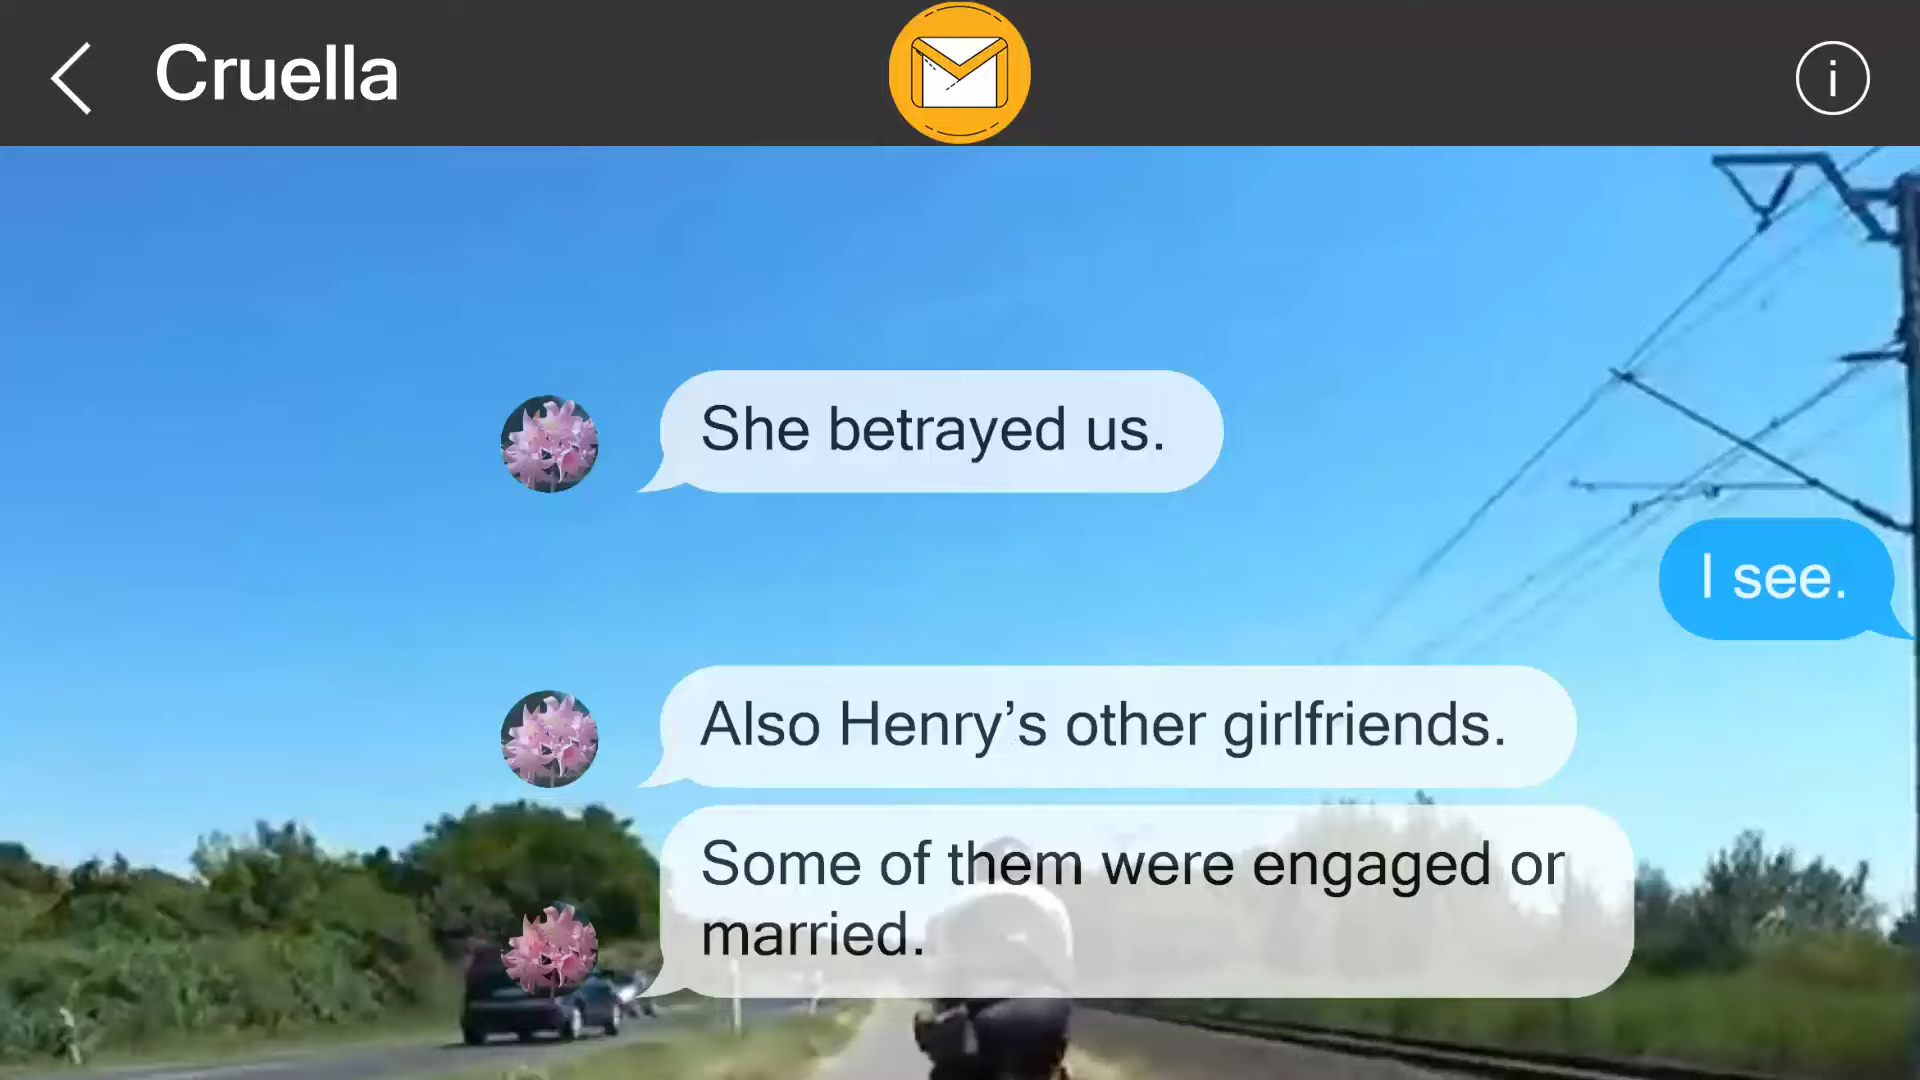 Cruella
She betrayed us.
I see.
Also Henry’s other girlfriends.
Some of them were engaged or
married.